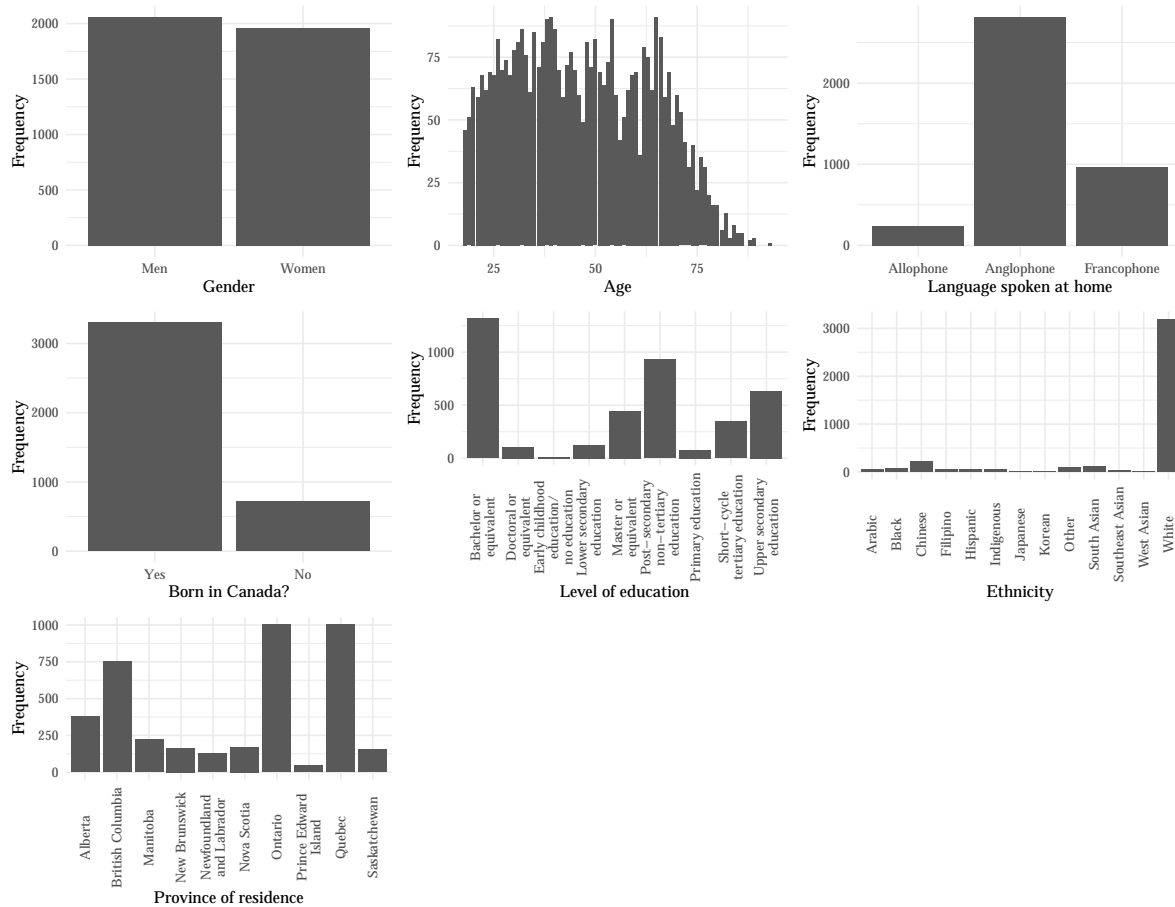 2000
1500
1000
500
0
Frequency
Men
Women
Gender
75
50
25
0
Frequency
25
50
75
Age
2000
1000
0
Frequency
Allophone
Anglophone
Francophone
Language spoken at home
3000
2000
1000
0
Frequency
Yes
No
Born in Canada?
1000
500
0
Frequency
Bachelor or
equivalent
Doctoral or
equivalent
Early childhood
education/
no education
Lower secondary
education
Master or
equivalent
Post−secondary
non−tertiary
education
Primary education
Short−cycle
tertiary education
Upper secondary
education
Level of education
3000
2000
1000
0
Frequency
Arabic
Black
Chinese
Filipino
Hispanic
Indigenous
Japanese
Korean
Other
South Asian
Southeast Asian
West Asian
White
Ethnicity
1000
750
500
250
0
Frequency
Alberta
British Columbia
Manitoba
New Brunswick
Newfoundland
and Labrador
Nova Scotia
Ontario
Prince Edward
Island
Quebec
Saskatchewan
Province of residence